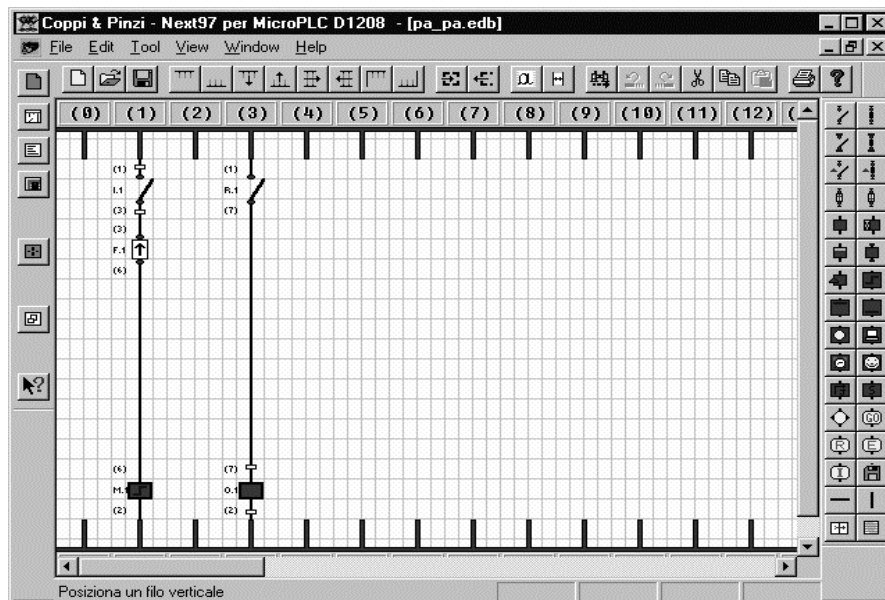 Coppi & Pinzi - Next97 per MicroPLC D1208 - [pa_pa.edb]
File Edit Tool View Window Help
(0) (1) (2) (3) (4) (5) (6) (7) (8) (9) (10) (11) (12) (
(1) (1)
I.1 R.1
(3) (7)
(3)
F.1
(6)
(6) (7)
M.1 O.1
(2) (2)
Posiziona un filo verticale